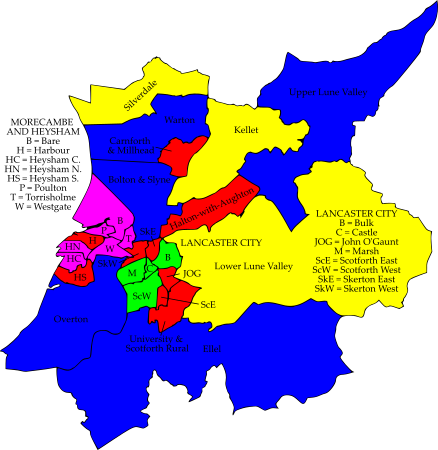 Silverdale
Upper Lune Valley
Warton
Kellet
MORECAMBE
AND HEYSHAM
B = Bare
H = Harbour
HC = Heysham C.
HN = Heysham N.
HS = Heysham S.
P = Poulton
T = Torrisholme
W = Westgate
Carnforth
& Millhead
Bolton & Slyne
Halton-with-Aughton
B
P
T
H
W
HN
HC
HS
SkE
SkW
LANCASTER CITY
B
M
JOG
ScW
ScE
Lower Lune Valley
LANCASTER CITY
B = Bulk
C = Castle
JOG = John O'Gaunt
M = Marsh
ScE = Scotforth East
ScW = Scotforth West
SkE = Skerton East
SkW = Skerton West
Overton
University &
Scotforth Rural
Ellel